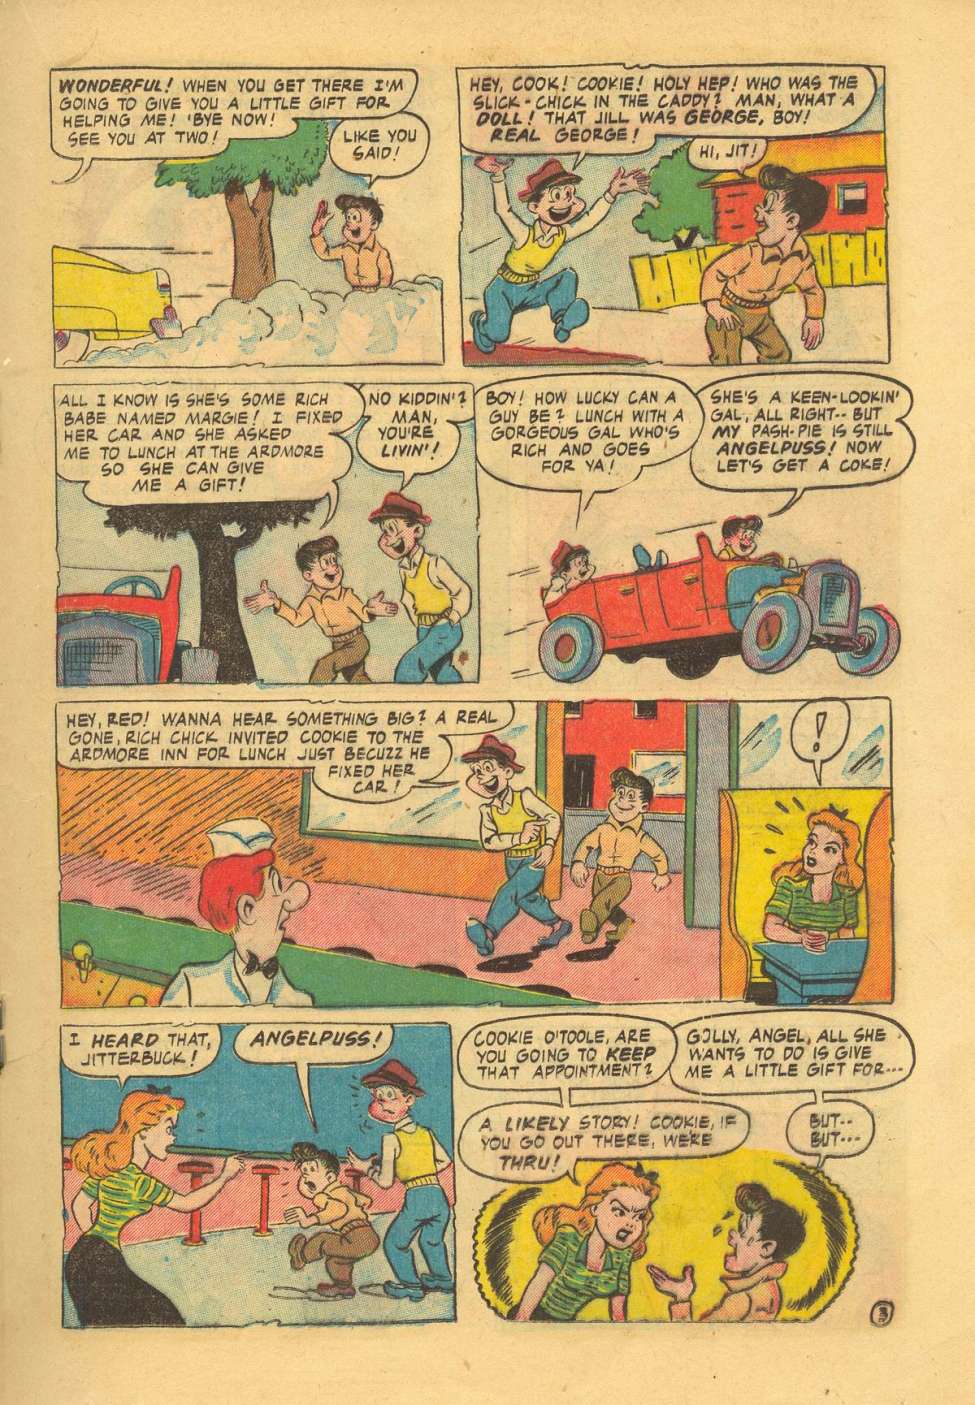 WONDERFUL! WHEN YOU GET THERE I'M
GOING TO GIVE YOU A LITTLE GIFT FOR
HELPING ME! 'BYE NOW!
SEE YOU AT TWO!
LIKE YOU
SAID!
HEY, COOK! COOKIE! HOLY HEP! WHO WAS THE
SLICK-CHICK IN THE CADDY? MAN, WHAT A
DOLL! THAT JILL WAS GEORGE, BOY!
REAL GEORGE!
HI, JIT!
ALL I KNOW IS SHE'S SOME RICH
BABE NAMED MARGIE! I FIXED
HER CAR AND SHE ASKED
ME TO LUNCH AT THE ARDMORE
SO SHE CAN GIVE
ME A GIFT!
NO KIDDIN'?
MAN,
YOU'RE
LIVIN'!
BOY! HOW LUCKY CAN A
GUY BE? LUNCH WITH A
GORGEOUS GAL WHO'S
RICH AND GOES
FOR YA!
SHE'S A KEEN-LOOKIN'
GAL, ALL RIGHT-- BUT
MY PASH-PIE IS STILL
ANGELPUSS! NOW
LET'S GET A COKE!
HEY, RED! WANNA HEAR SOMETHING BIG? A REAL
GONE, RICH CHICK INVITED COOKIE TO THE
ARDMORE INN FOR LUNCH JUST BECUZZ HE
FIXED HER
CAR!
!
I HEARD THAT,
JITTERBUCK!
ANGELPUSS!
COOKIE O'TOOLE, ARE
YOU GOING TO KEEP
THAT APPOINTMENT?
GOLLY, ANGEL, ALL SHE
WANTS TO DO IS GIVE
ME A LITTLE GIFT FOR---
A LIKELY STORY! COOKIE, IF
YOU GO OUT THERE, WE'RE
THRU!
BUT--
BUT---
3